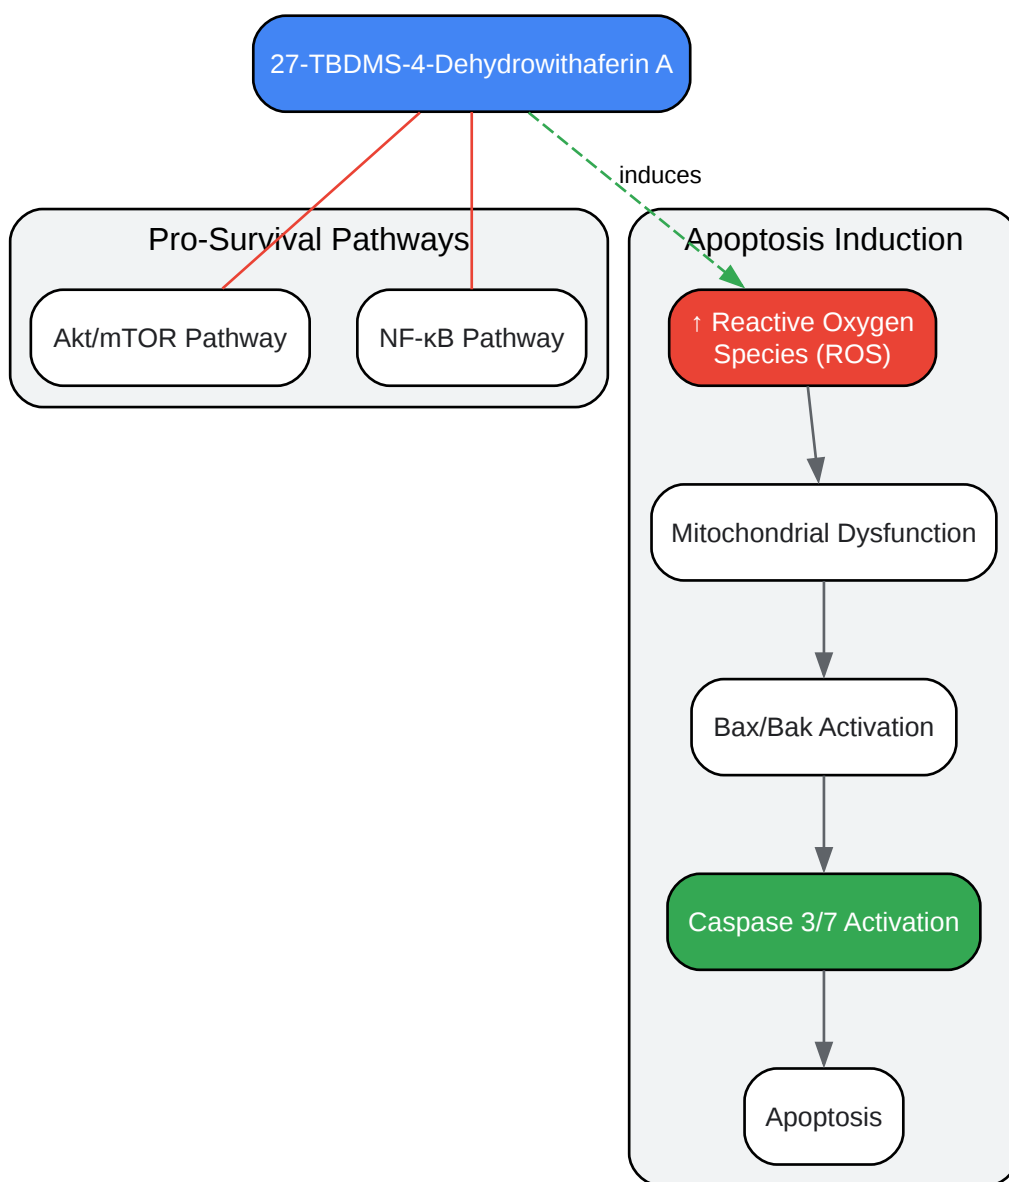 27-TBDMS-4-Dehydrowithaferin A
induces
Pro-Survival Pathways
Apoptosis Induction
Akt/mTOR Pathway
NF-κB Pathway
↑ Reactive Oxygen
Species (ROS)
Mitochondrial Dysfunction
Bax/Bak Activation
Caspase 3/7 Activation
Apoptosis